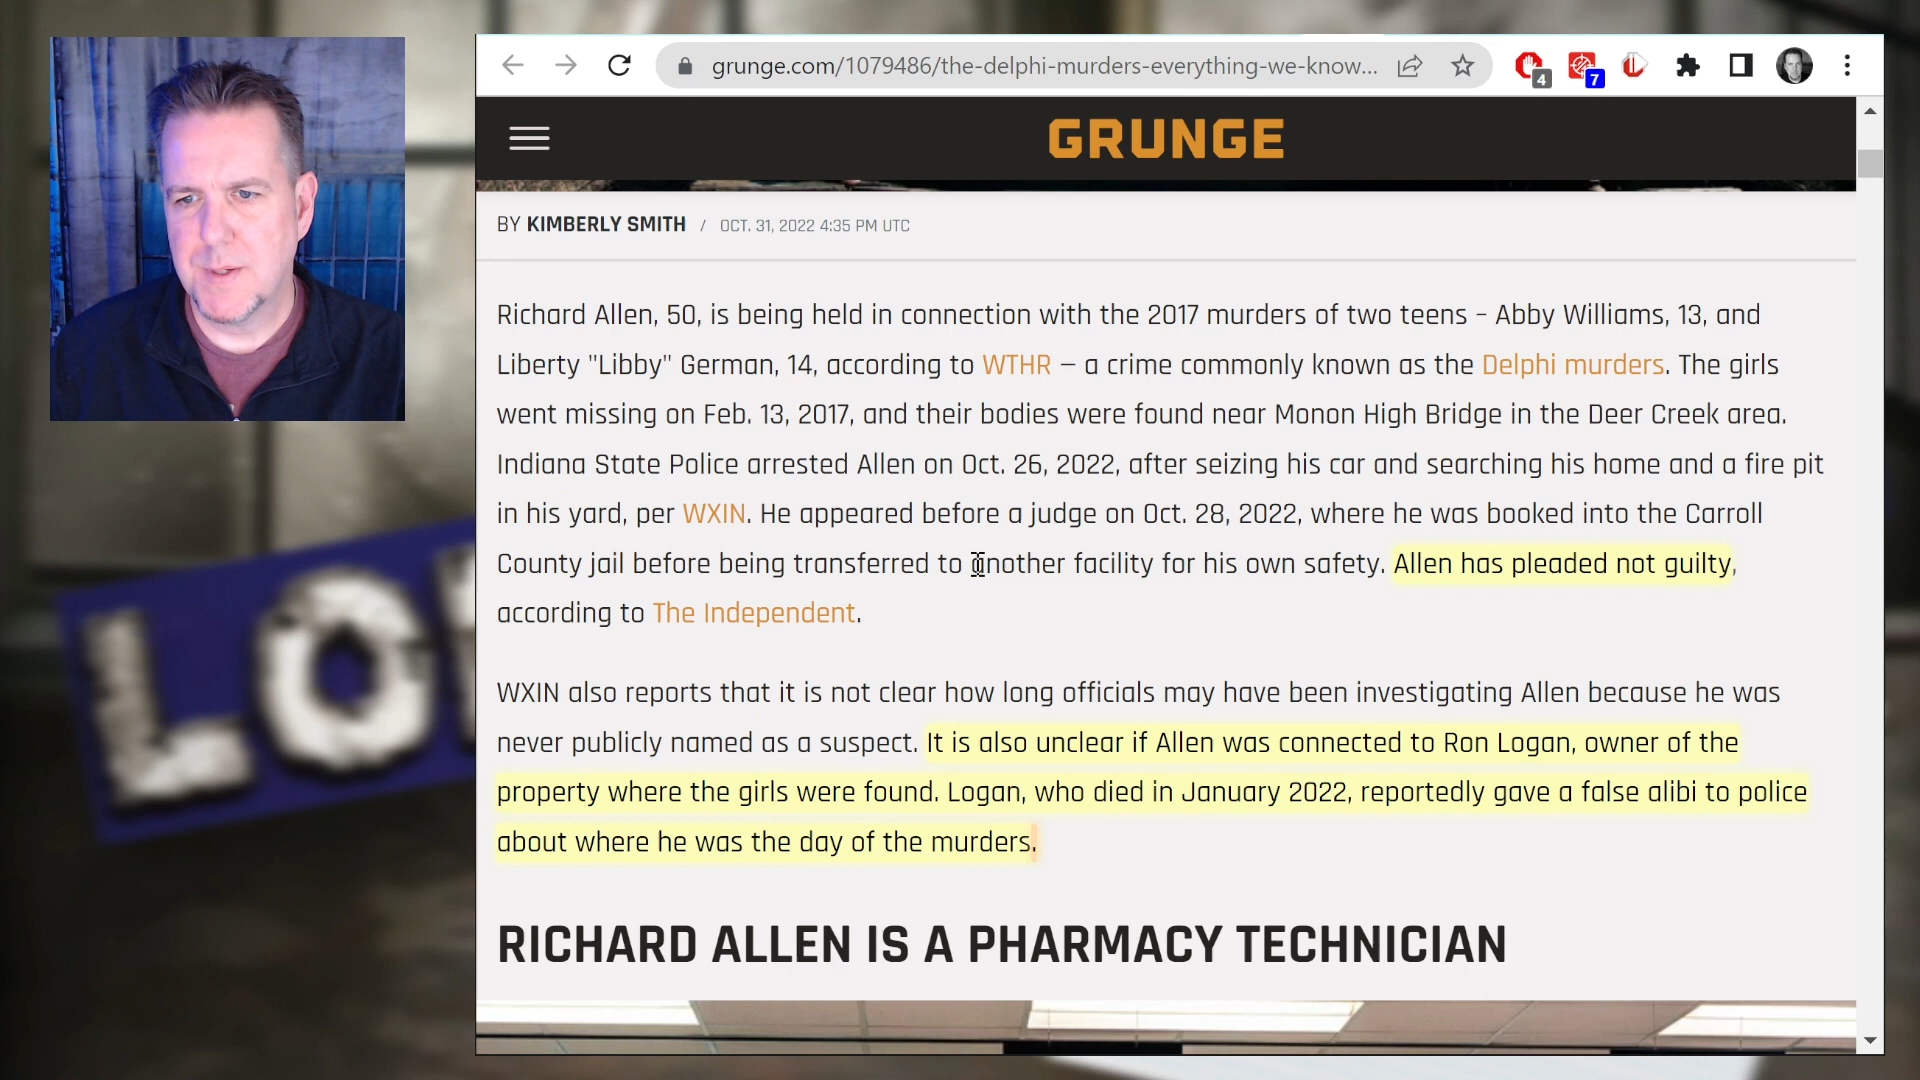 grunge.com/1079486/the-delphi-murders-everything-we-know...
4
7
GRUNGE
BY KIMBERLY SMITH / OCT. 31, 2022 4:35 PM UTC
Richard Allen, 50, is being held in connection with the 2017 murders of two teens – Abby Williams, 13, and
Liberty "Libby" German, 14, according to WTHR — a crime commonly known as the Delphi murders. The girls
went missing on Feb. 13, 2017, and their bodies were found near Monon High Bridge in the Deer Creek area.
Indiana State Police arrested Allen on Oct. 26, 2022, after seizing his car and searching his home and a fire pit
in his yard, per WXIN. He appeared before a judge on Oct. 28, 2022, where he was booked into the Carroll
County jail before being transferred to another facility for his own safety. Allen has pleaded not guilty,
according to The Independent.
WXIN also reports that it is not clear how long officials may have been investigating Allen because he was
never publicly named as a suspect. It is also unclear if Allen was connected to Ron Logan, owner of the
property where the girls were found. Logan, who died in January 2022, reportedly gave a false alibi to police
about where he was the day of the murders.
RICHARD ALLEN IS A PHARMACY TECHNICIAN
LO